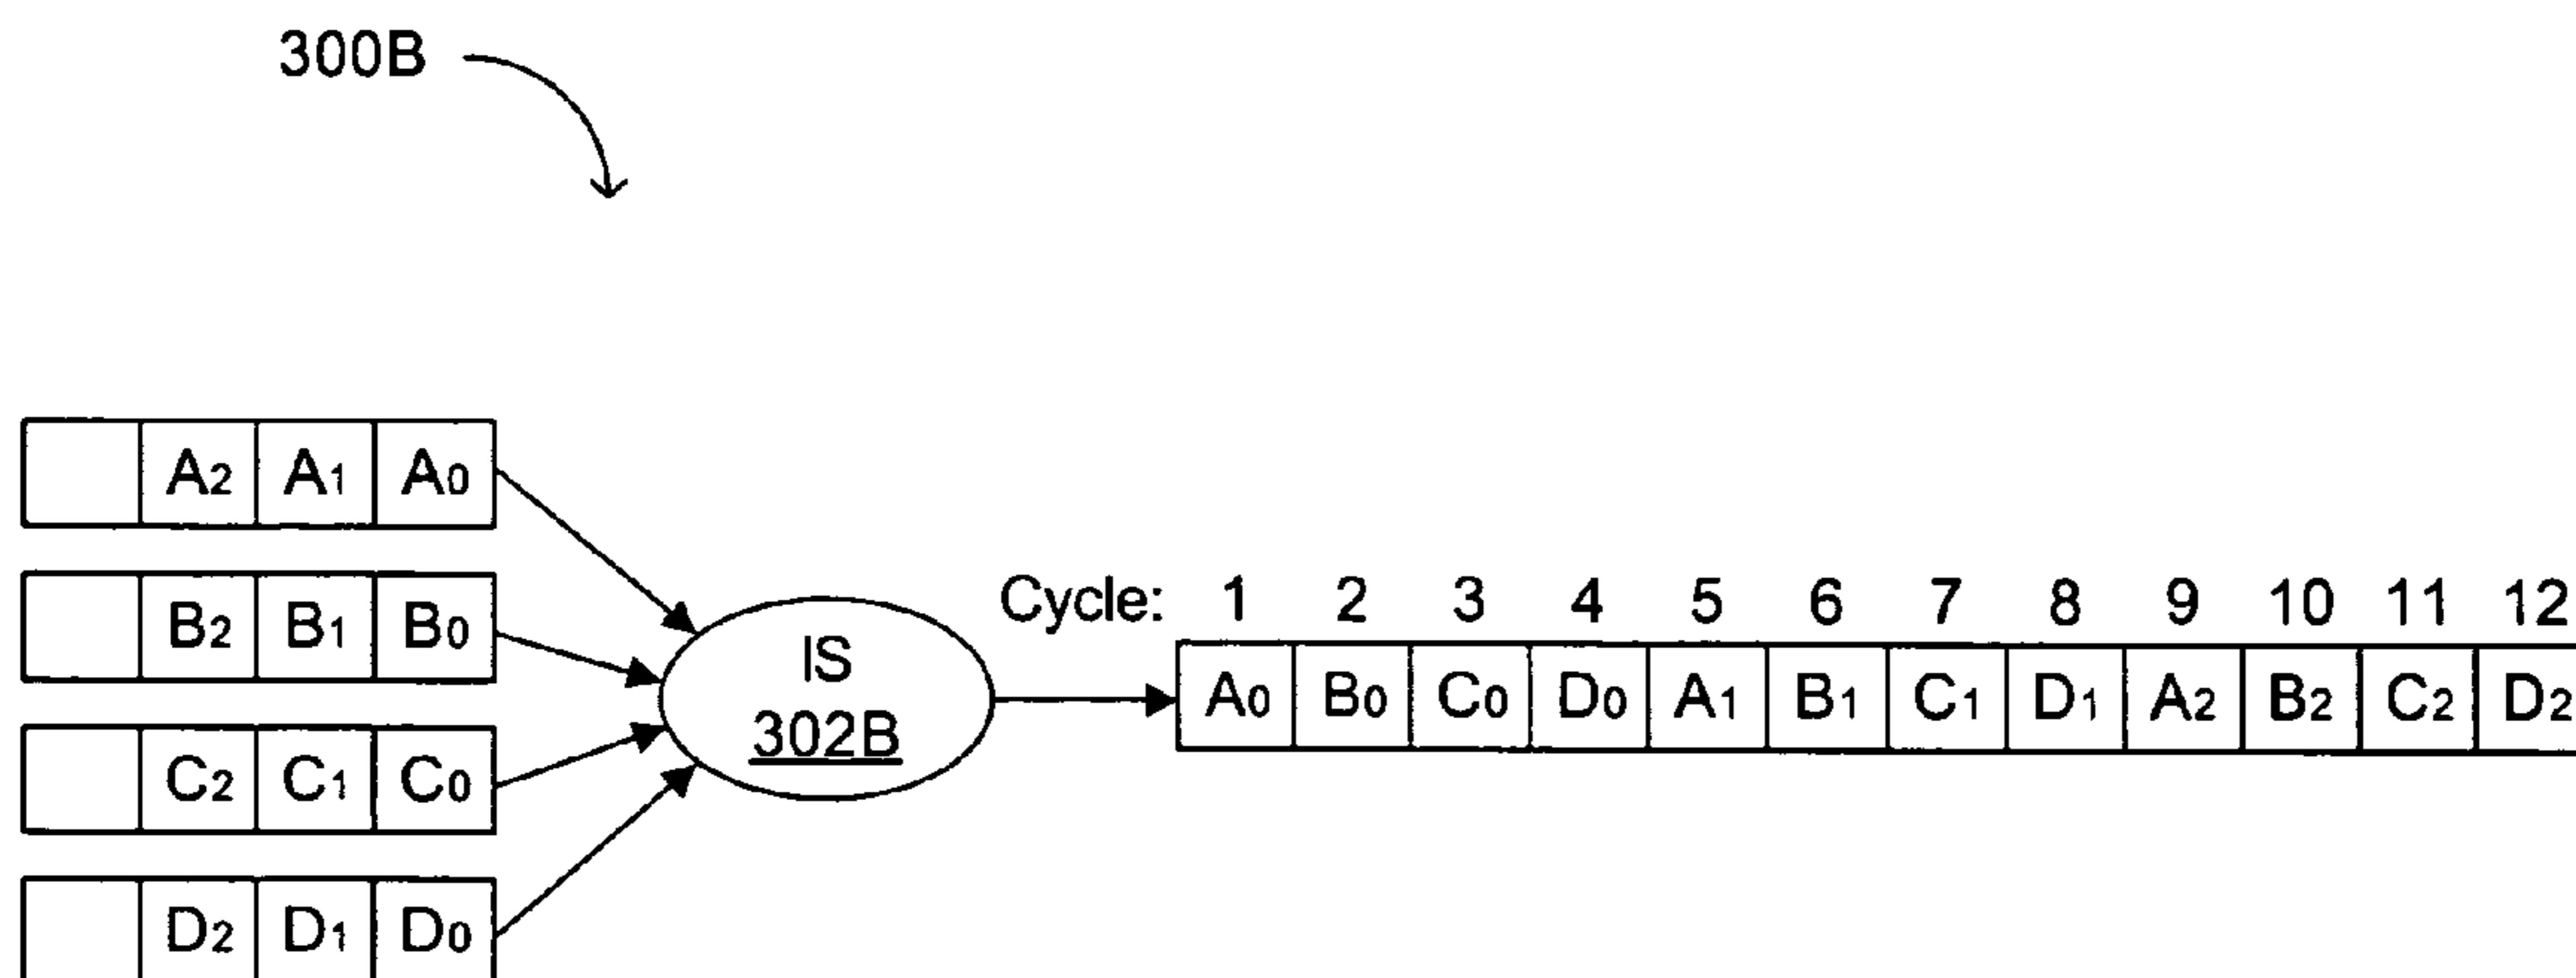 300B
A2 A1 A0
B2 B1 B0
C2 C1 C0
D2 D1 D0
IS
302B
Cycle: 1 2 3 4 5 6 7 8 9 10 11 12
A0 B0 C0 D0 A1 B1 C1 D1 A2 B2 C2 D2